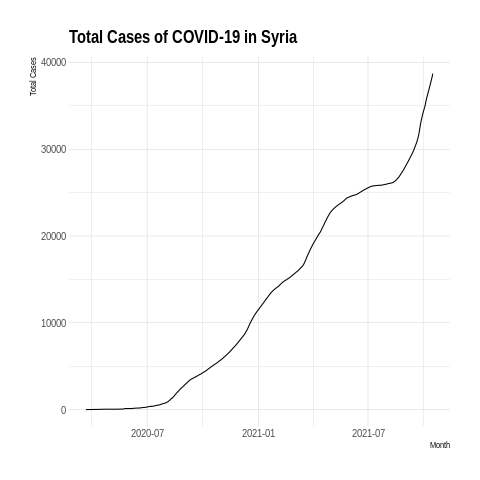 Total Cases of COVID-19 in Syria
Total Cases
40000
30000
20000
10000
0
2020-07 2021-01 2021-07
Month